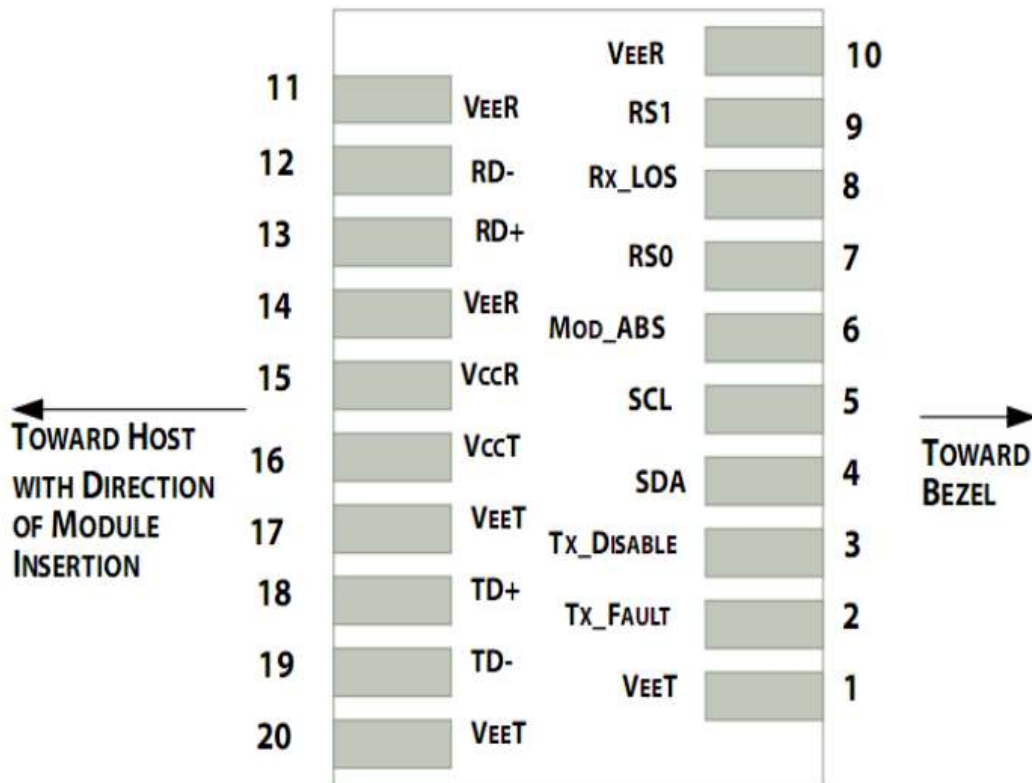 11 VEER
12 RD-
13 RD+
14 VEER
15 VCCR
16 VCCT
17 VEET
18 TD+
19 TD-
20 VEET
VEER 10
RS1 9
RX_LOS 8
RS0 7
MOD_ABS 6
SCL 5
SDA 4
TX_DISABLE 3
TX_FAULT 2
VEET 1
TOWARD HOST
WITH DIRECTION
OF MODULE
INSERTION
TOWARD
BEZEL